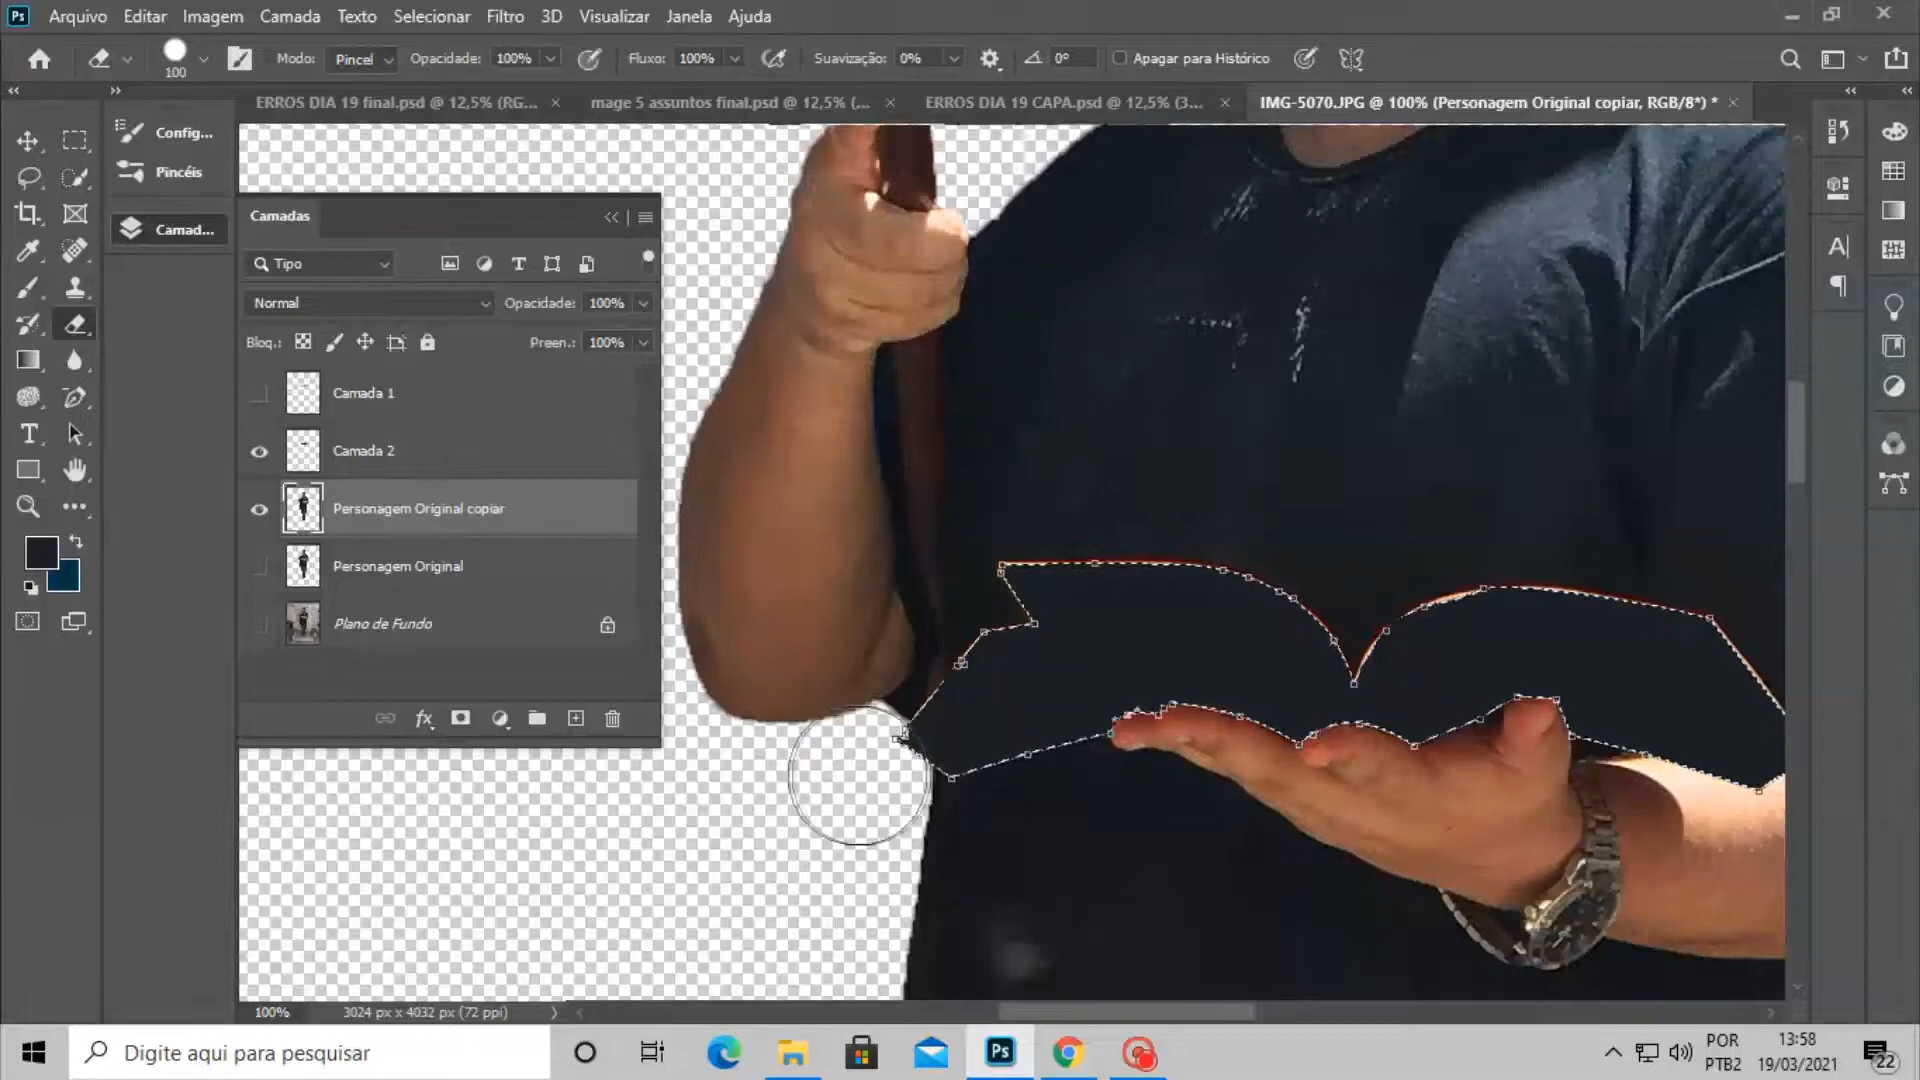 Ps Arquivo Editar Imagem Camada Texto Selecionar Filtro 3D Visualizar Janela Ajuda
100 Modo: Pincel Opacidade: 100% Fluxo: 100% Suavização: 0% 0° Apagar para Histórico
ERROS DIA 19 final.psd @ 12,5% (RG... mage 5 assuntos final.psd @ 12,5% (... ERROS DIA 19 CAPA.psd @ 12,5% (3... IMG-5070.JPG @ 100% (Personagem Original copiar, RGB/8*) *
Config...
Pincéis
Camad...
Camadas
Tipo
Normal Opacidade: 100%
Bloq.: Preen.: 100%
Camada 1
Camada 2
Personagem Original copiar
Personagem Original
Plano de Fundo
fx
100% 3024 px x 4032 px (72 ppi)
Digite aqui para pesquisar
Ps
POR
PTB2
13:58
19/03/2021
22